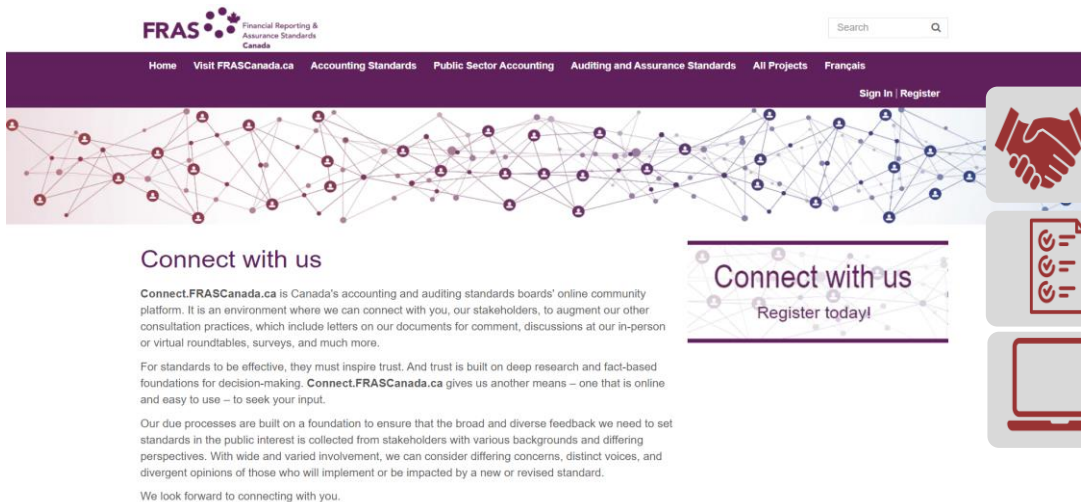 FRAS
Financial Reporting &
Assurance Standards
Canada
Search
Home Visit FRASCanada.ca Accounting Standards Public Sector Accounting Auditing and Assurance Standards All Projects Français
Sign In | Register
Connect with us
Connect.FRASCanada.ca is Canada's accounting and auditing standards boards' online community
platform. It is an environment where we can connect with you, our stakeholders, to augment our other
consultation practices, which include letters on our documents for comment, discussions at our in-person
or virtual roundtables, surveys, and much more.
For standards to be effective, they must inspire trust. And trust is built on deep research and fact-based
foundations for decision-making. Connect.FRASCanada.ca gives us another means – one that is online
and easy to use – to seek your input.
Our due processes are built on a foundation to ensure that the broad and diverse feedback we need to set
standards in the public interest is collected from stakeholders with various backgrounds and differing
perspectives. With wide and varied involvement, we can consider differing concerns, distinct voices, and
divergent opinions of those who will implement or be impacted by a new or revised standard.
We look forward to connecting with you.
Connect with us
Register today!